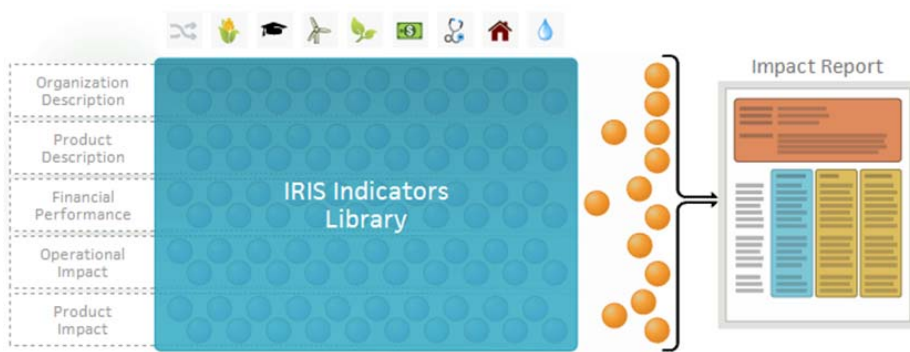 Organization
Description
Product
Description
Financial
Performance
Operational
Impact
Product
Impact
IRIS Indicators
Library
Impact Report